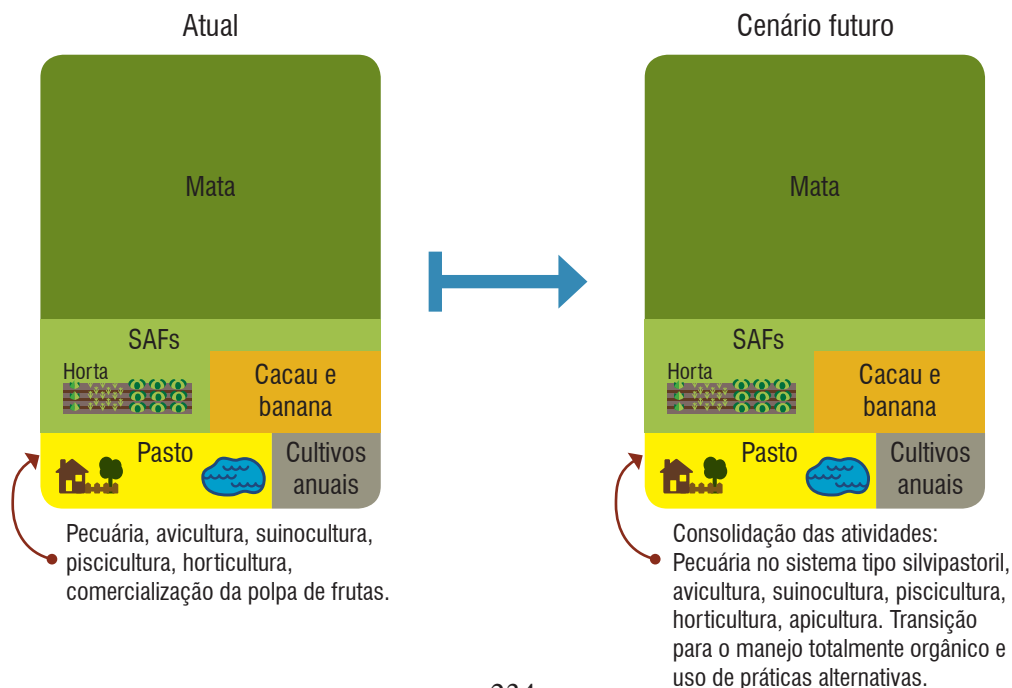 Atual
Mata
SAFs
Horta
Cacau e
banana
Pasto
Cultivos
anuais
Pecuária, avicultura, suinocultura,
piscicultura, horticultura,
comercialização da polpa de frutas.
Cenário futuro
Mata
SAFs
Horta
Cacau e
banana
Pasto
Cultivos
anuais
Consolidação das atividades:
Pecuária no sistema tipo silvipastoril,
avicultura, suinocultura, piscicultura,
horticultura, apicultura. Transição
para o manejo totalmente orgânico e
uso de práticas alternativas.